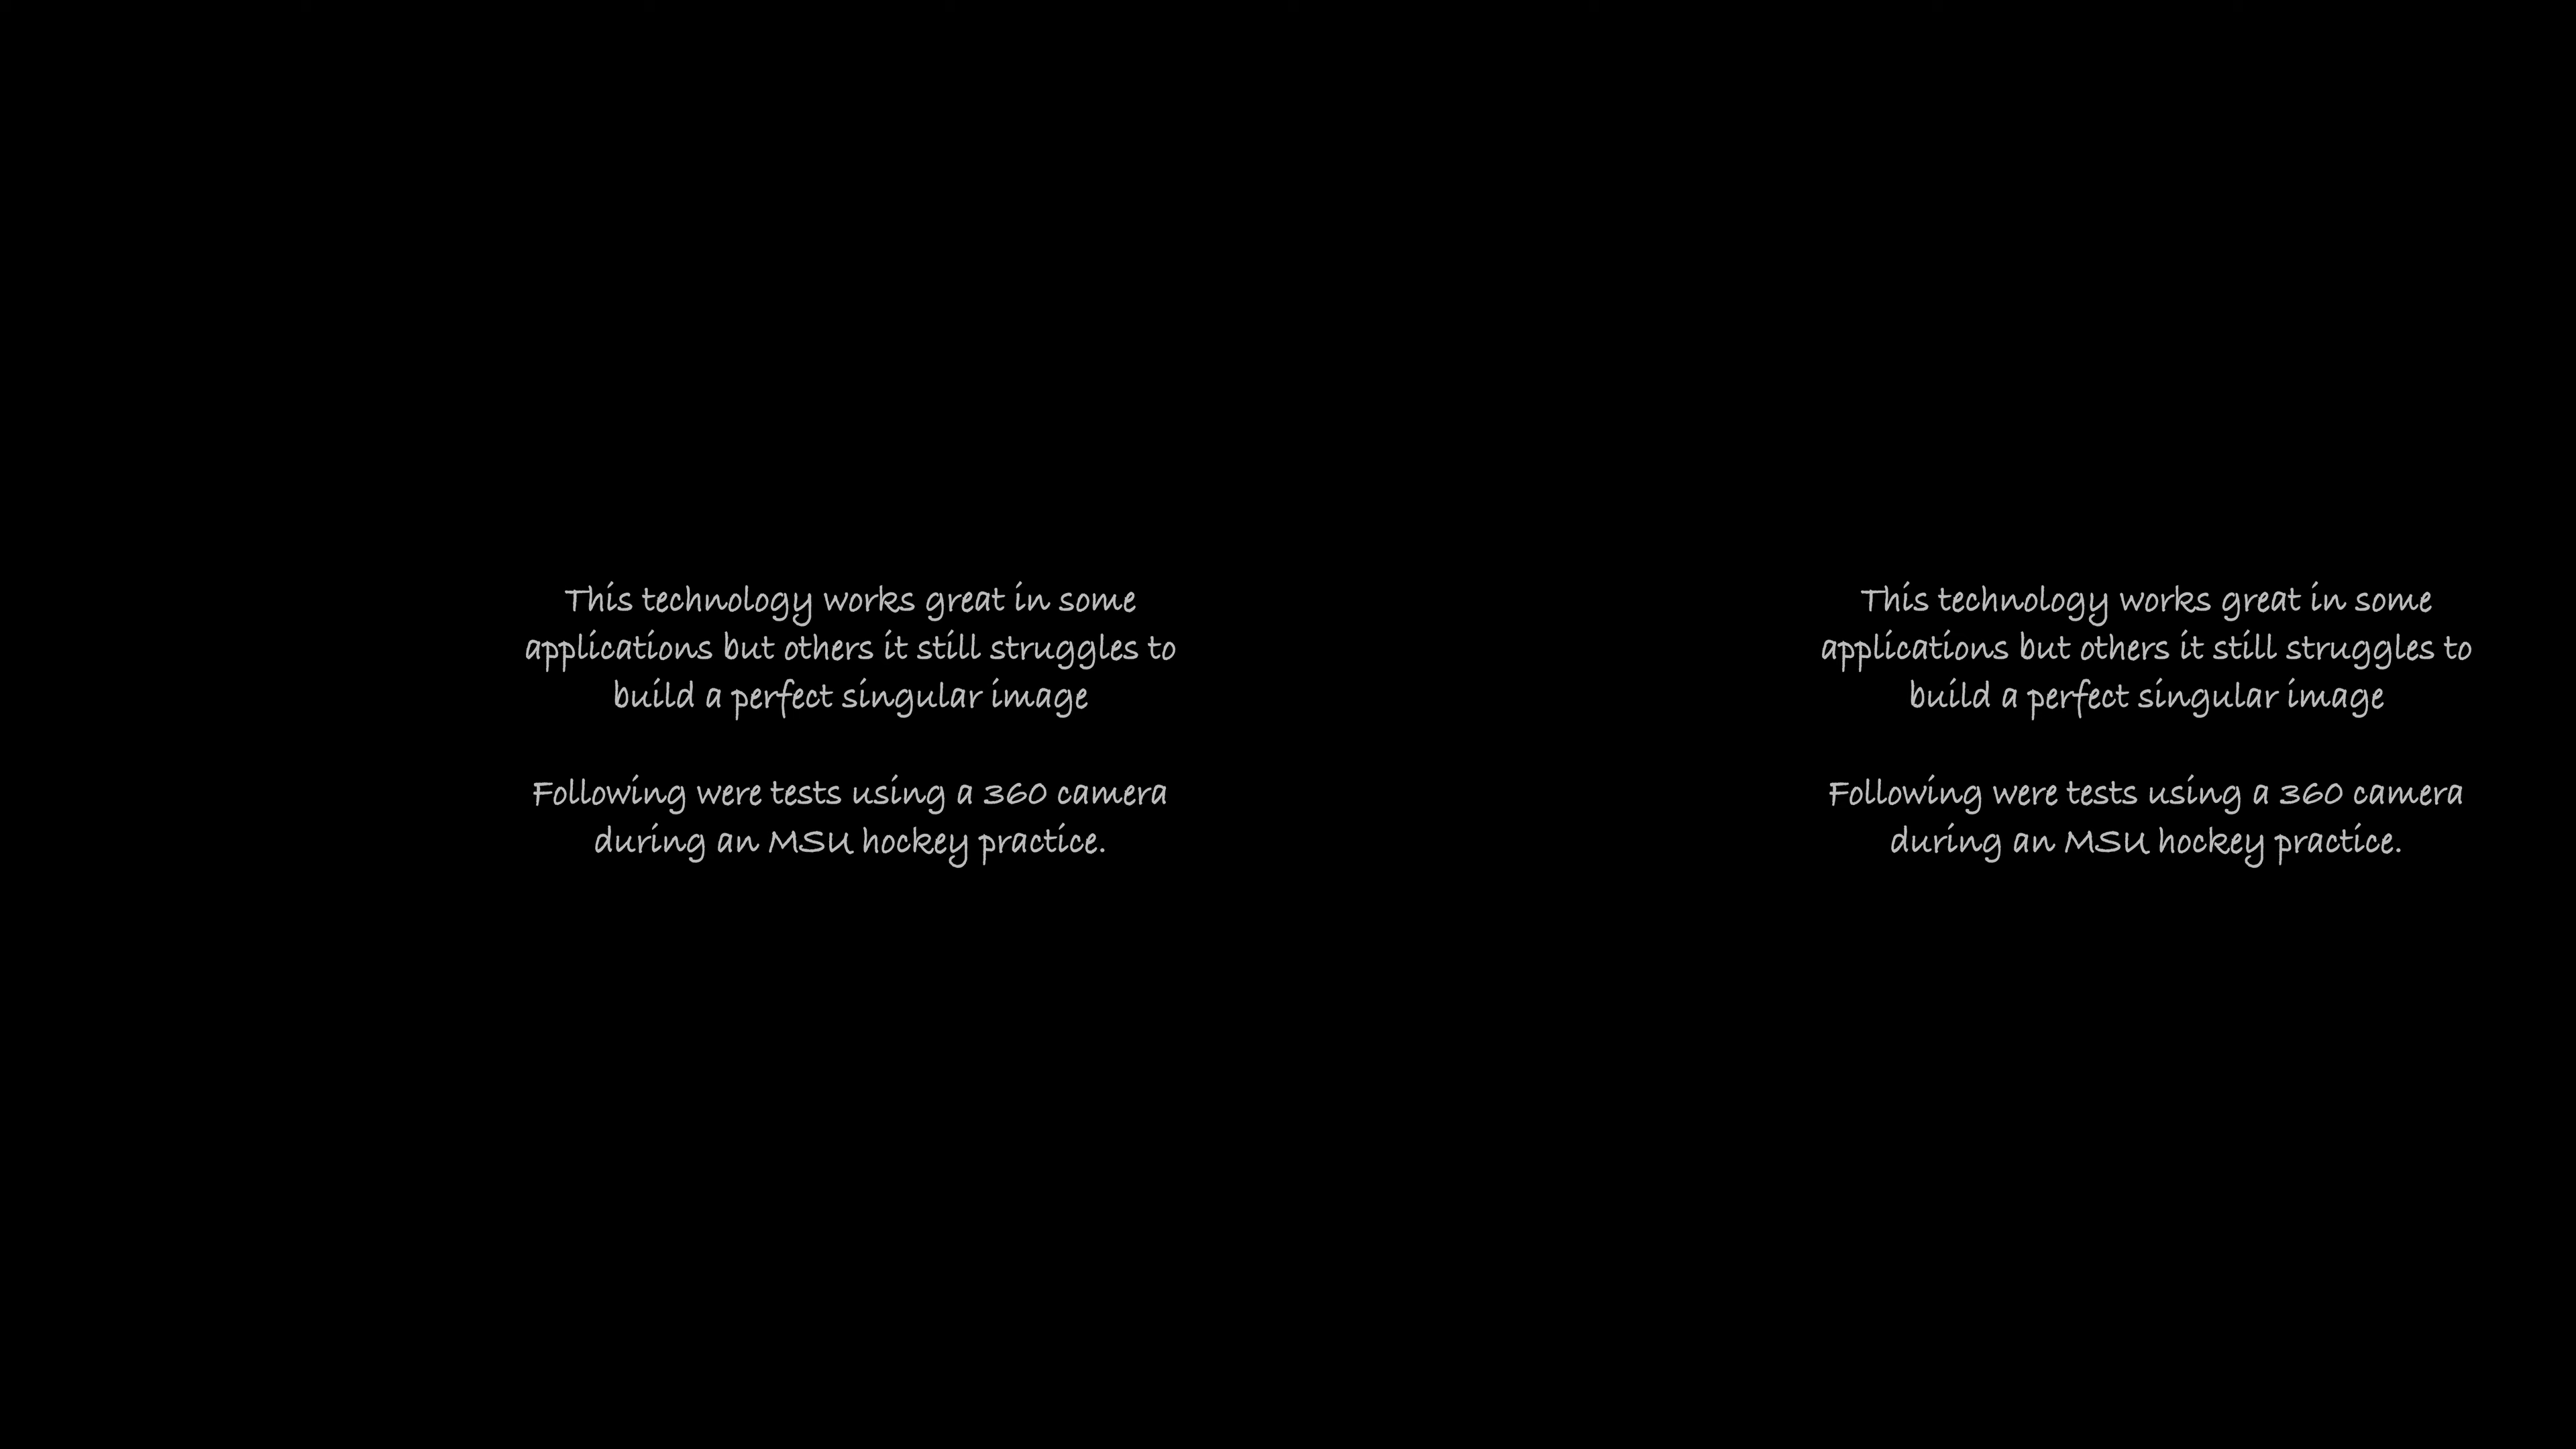 This technology works great in some
applications but others it still struggles to
build a perfect singular image
Following were tests using a 360 camera
during an MSU hockey practice.
This technology works great in some
applications but others it still struggles to
build a perfect singular image
Following were tests using a 360 camera
during an MSU hockey practice.